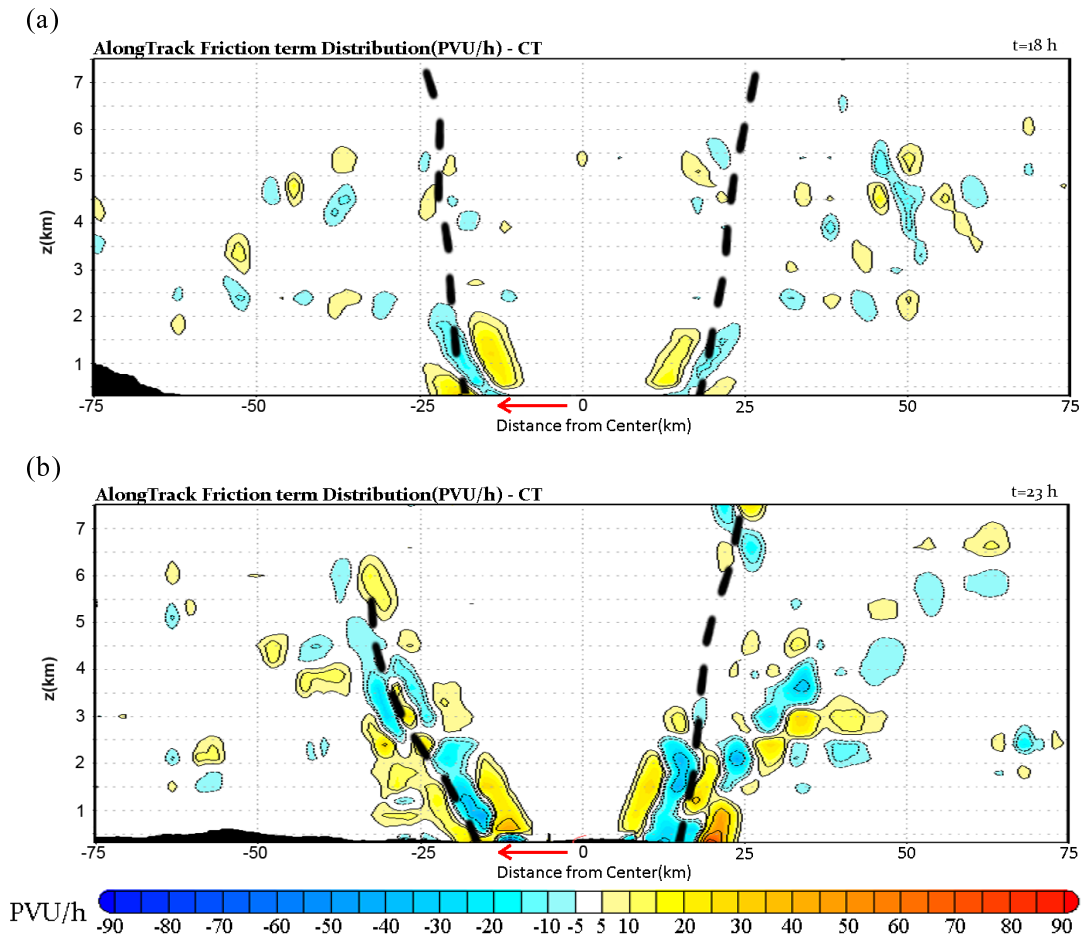 (a)
AlongTrack Friction term Distribution(PVU/h) - CT t=18 h
7
6
5
4
3
2
1
z(km)
-75 -50 -25 0 25 50 75
Distance from Center(km)
(b)
AlongTrack Friction term Distribution(PVU/h) - CT t=23 h
7
6
5
4
3
2
1
z(km)
-75 -50 -25 0 25 50 75
Distance from Center(km)
PVU/h -90 -80 -70 -60 -50 -40 -30 -20 -10 -5 5 10 20 30 40 50 60 70 80 90